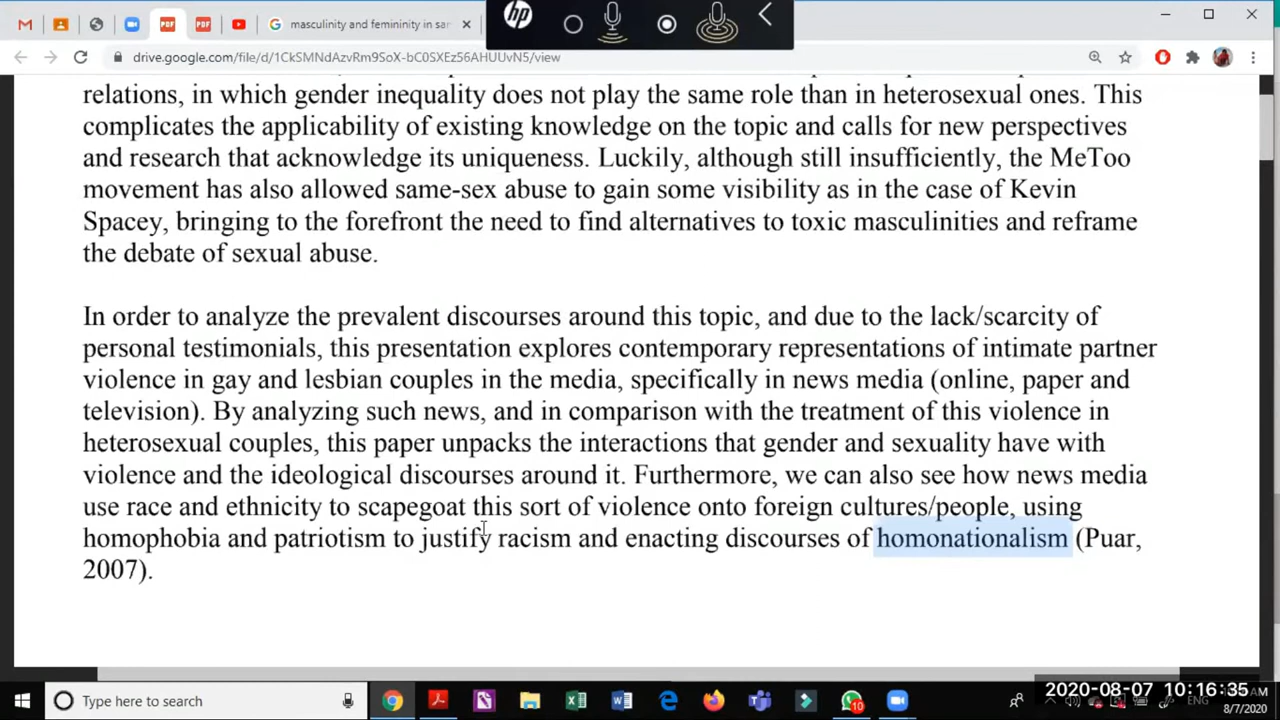 masculinity and femininity in sar
drive.google.com/file/d/1CkSMNdAzvRm9SoX-bC0SXEz56AHUUvN5/view
relations, in which gender inequality does not play the same role than in heterosexual ones. This
complicates the applicability of existing knowledge on the topic and calls for new perspectives
and research that acknowledge its uniqueness. Luckily, although still insufficiently, the MeToo
movement has also allowed same-sex abuse to gain some visibility as in the case of Kevin
Spacey, bringing to the forefront the need to find alternatives to toxic masculinities and reframe
the debate of sexual abuse.
In order to analyze the prevalent discourses around this topic, and due to the lack/scarcity of
personal testimonials, this presentation explores contemporary representations of intimate partner
violence in gay and lesbian couples in the media, specifically in news media (online, paper and
television). By analyzing such news, and in comparison with the treatment of this violence in
heterosexual couples, this paper unpacks the interactions that gender and sexuality have with
violence and the ideological discourses around it. Furthermore, we can also see how news media
use race and ethnicity to scapegoat this sort of violence onto foreign cultures/people, using
homophobia and patriotism to justify racism and enacting discourses of homonationalism (Puar,
2007).
Type here to search
2020-08-07 10:16:35
ENG
8/7/2020